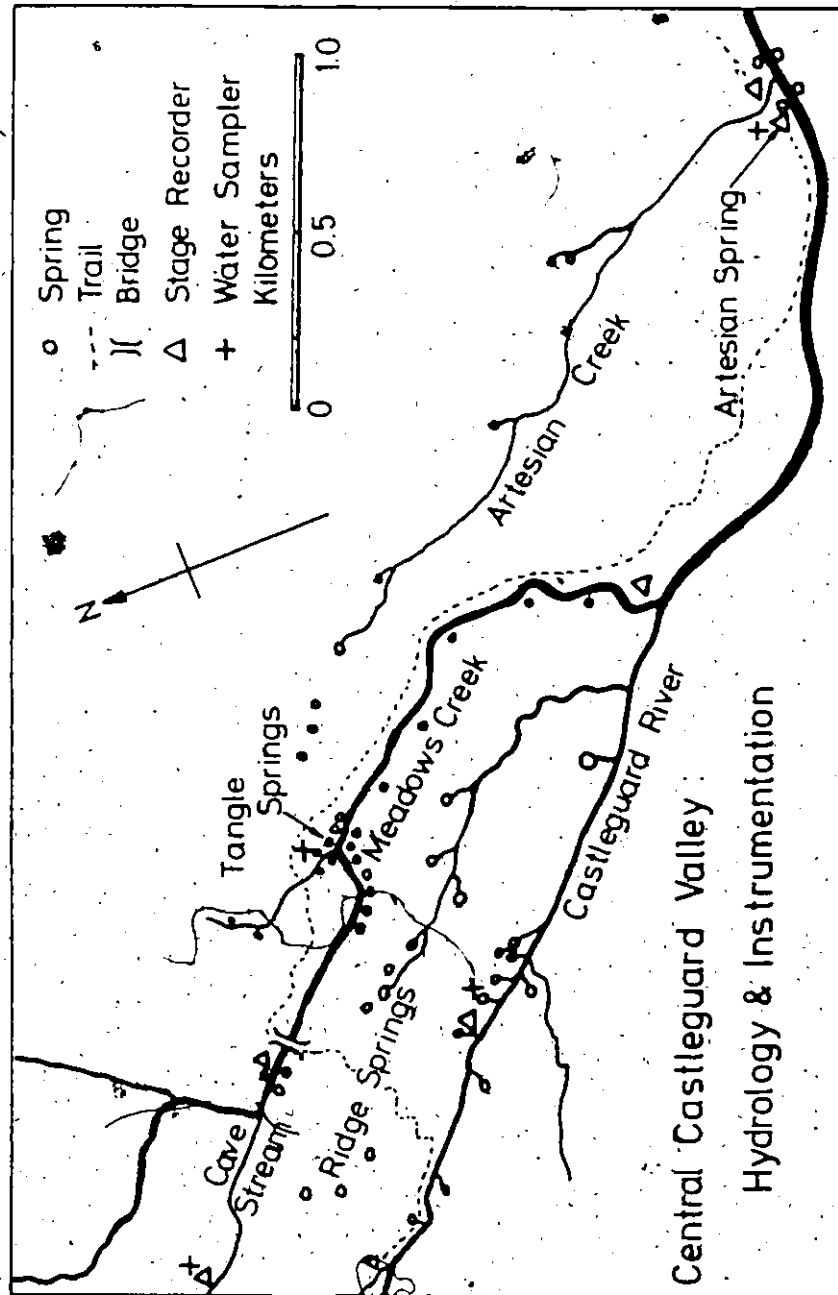 Spring
Trail
Bridge
Stage Recorder
Water Sampler
Kilometers
0 0.5 1.0
N
Tangle
Springs
Cave
Stream
Meadows Creek
Ridge Springs
Artesian Creek
Artesian Spring
Castleguard River
Central Castleguard Valley
Hydrology & Instrumentation